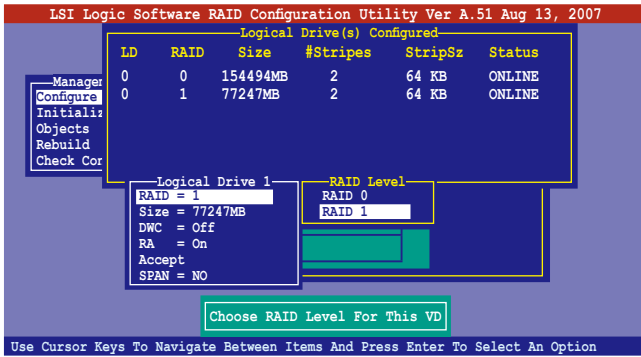 LSI Logic Software RAID Configuration Utility Ver A.51 Aug 13, 2007
Logical Drive(s) Configured
LD RAID Size #Stripes StripSz Status
0 0 154494MB 2 64 KB ONLINE
0 1 77247MB 2 64 KB ONLINE
Managem
Configure
Initializ
Objects
Rebuild
Check Con
Logical Drive 1
RAID = 1
Size = 77247MB
DWC = Off
RA = On
Accept
SPAN = NO
RAID Level
RAID 0
RAID 1
Choose RAID Level For This VD
Use Cursor Keys To Navigate Between Items And Press Enter To Select An Option